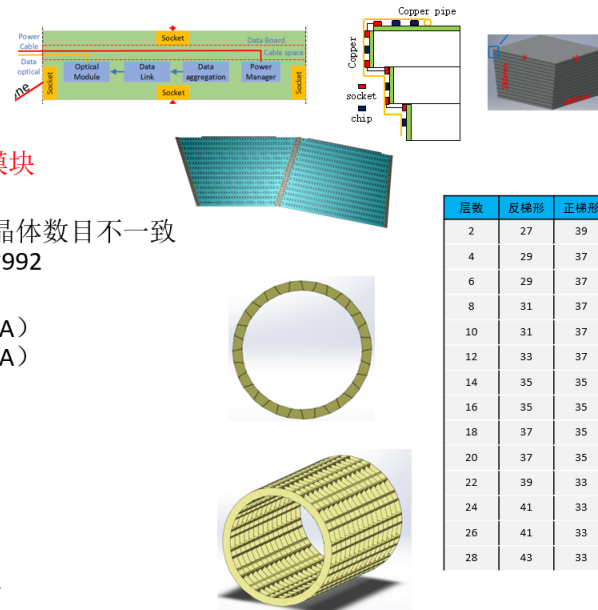 Copper pipe
Power
Cable
Data
optical
Socket
Data Board
Cable space
Optical
Module
Data
Link
Data
aggregation
Power
Manager
Socket
Socket
Socket
Copper
socket
chip
模块
晶体数目不一致
992
A）
A）
层数 反梯形 正梯形
2 27 39
4 29 37
6 29 37
8 31 37
10 31 37
12 33 37
14 35 35
16 35 35
18 37 35
20 37 35
22 39 33
24 41 33
26 41 33
28 43 33